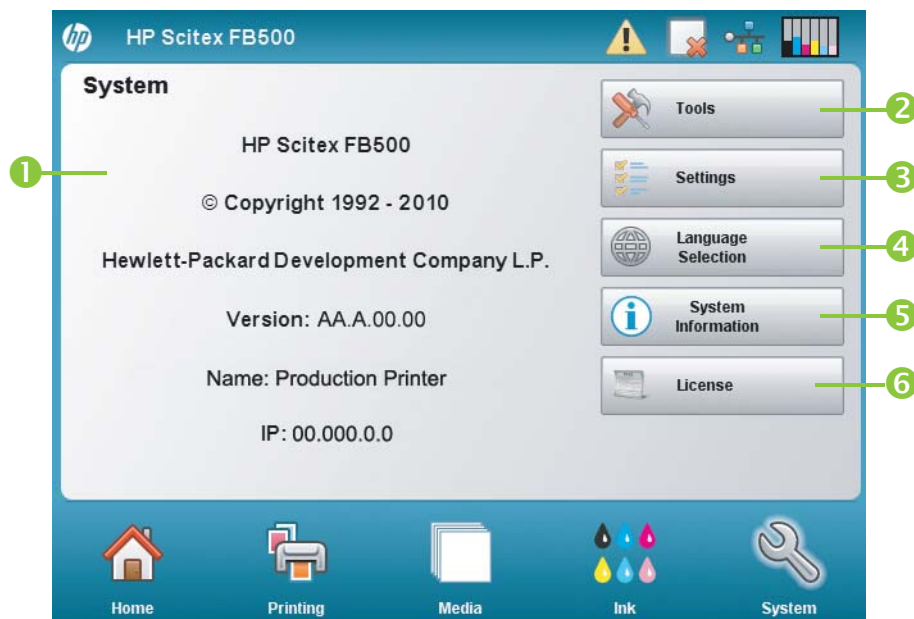 hp HP Scitex FB500
System
HP Scitex FB500
© Copyright 1992 - 2010
Hewlett-Packard Development Company L.P.
Version: AA.A.00.00
Name: Production Printer
IP: 00.000.0.0
1
Tools
2
Settings
3
Language
Selection
4
System
Information
5
License
6
Home
Printing
Media
Ink
System